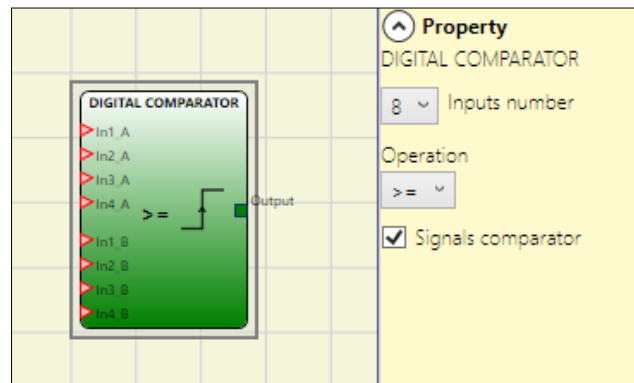 DIGITAL COMPARATOR
In1_A
In2_A
In3_A
In4_A
>=
Output
In1_B
In2_B
In3_B
In4_B
Property
DIGITAL COMPARATOR
8 Inputs number
Operation
>=
Signals comparator